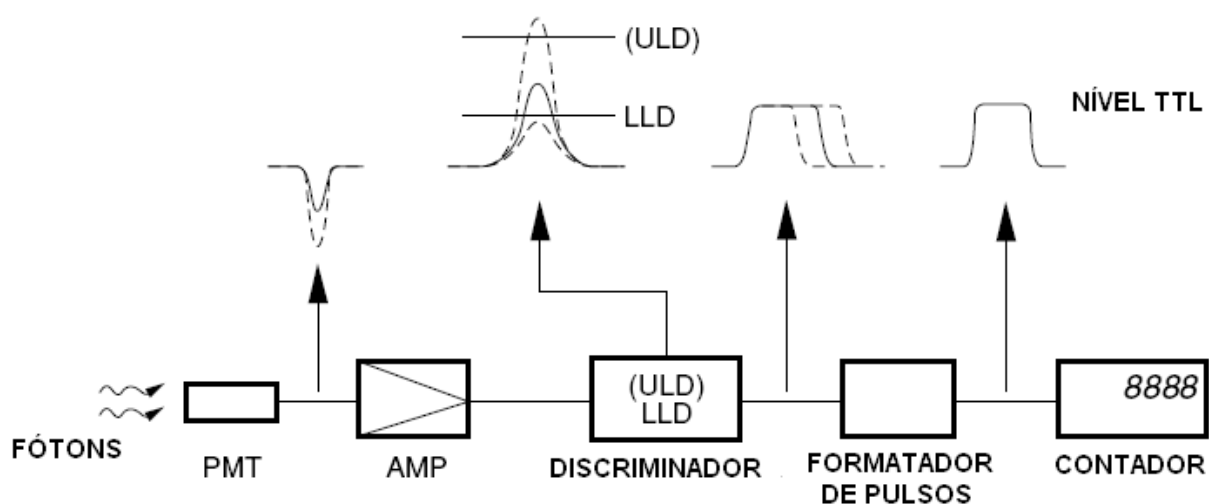 (ULD)
LLD
NÍVEL TTL
(ULD)
LLD
8888
FÓTONS
PMT
AMP
DISCRIMINADOR
FORMATADOR
DE PULSOS
CONTADOR